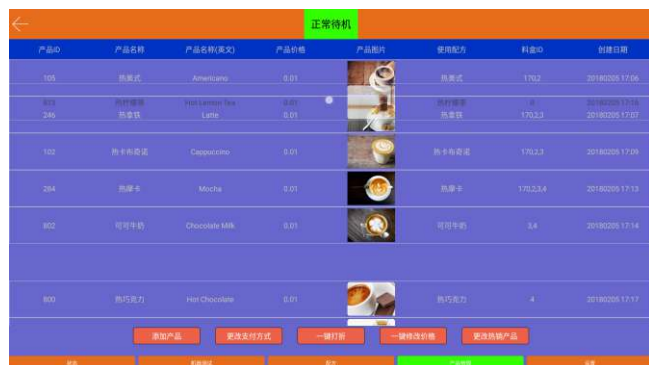 正常待机
产品ID 产品名称 产品名称(英文) 产品价格 产品图片 使用配方 料盒ID 创建日期
105 热美式 Americano 0.01 热美式 170,2 20180205 17:06
Hot Lemon Tea 0.01
246 热拿铁 Latte 0.01 热拿铁 170,2,3 20180205 17:07
102 热卡布奇诺 Cappuccino 0.01 热卡布奇诺 170,2,3 20180205 17:09
284 热摩卡 Mocha 0.01 热摩卡 170,2,3,4 20180205 17:13
802 可可牛奶 Chocolate Milk 0.01 可可牛奶 3,4 20180205 17:14
800 热巧克力 Hot Chocolate 0.01 热巧克力 4 20180205 17:17
添加产品 更改支付方式 一键打折 一键修改价格 更改热销产品